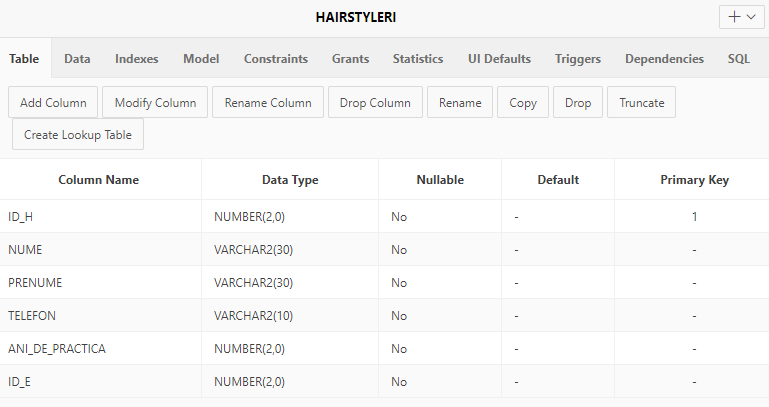 HAIRSTYLERI
Table Data Indexes Model Constraints Grants Statistics UI Defaults Triggers Dependencies SQL
Add Column Modify Column Rename Column Drop Column Rename Copy Drop Truncate
Create Lookup Table
Column Name Data Type Nullable Default Primary Key
ID_H NUMBER(2,0) No - 1
NUME VARCHAR2(30) No - -
PRENUME VARCHAR2(30) No - -
TELEFON VARCHAR2(10) No - -
ANI_DE_PRACTICA NUMBER(2,0) No - -
ID_E NUMBER(2,0) No - -